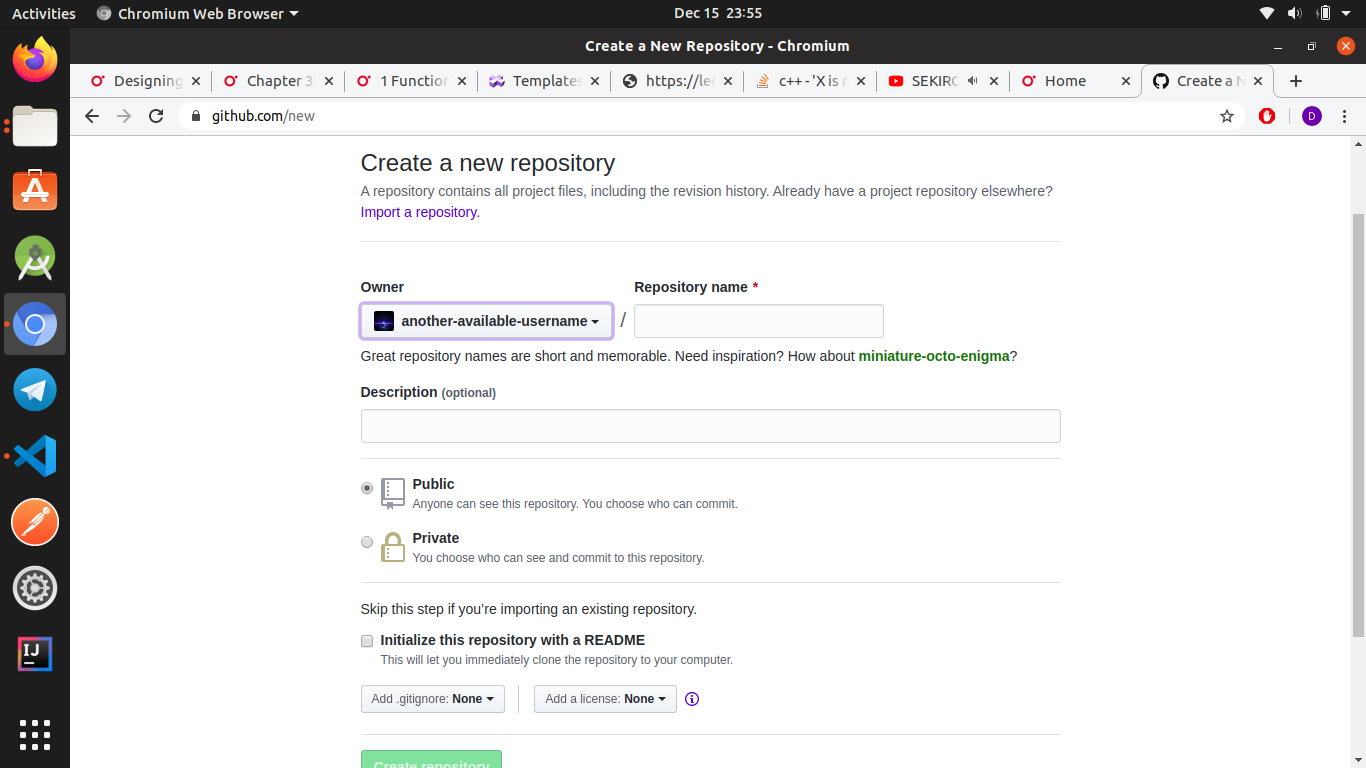 Activities
Chromium Web Browser
Dec 15 23:55
Create a New Repository - Chromium
Designing
Chapter 3:
1 Function
Templates
https://lec
c++ - 'X is n
SEKIRO
Home
Create a N
github.com/new
D
Create a new repository
A repository contains all project files, including the revision history. Already have a project repository elsewhere?
Import a repository.
Owner
Repository name *
another-available-username
/
Great repository names are short and memorable. Need inspiration? How about miniature-octo-enigma?
Description (optional)
Public
Anyone can see this repository. You choose who can commit.
Private
You choose who can see and commit to this repository.
Skip this step if you’re importing an existing repository.
Initialize this repository with a README
This will let you immediately clone the repository to your computer.
Add .gitignore: None
Add a license: None
Create repository
IJ